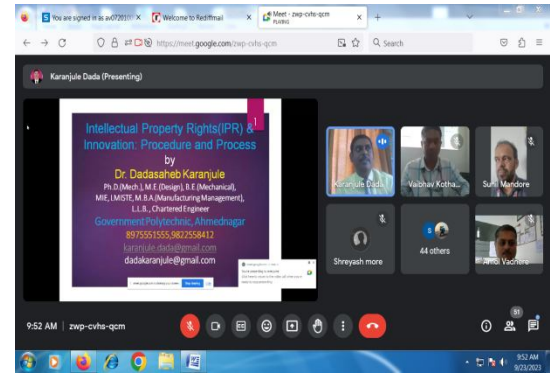 You are signed in as av072010
Welcome to Rediffmail
Meet - zwp-cvhs-qcm
PLAYING
https://meet.google.com/zwp-cvhs-qcm
Search
Karanjule Dada (Presenting)
1
Intellectual Property Rights(IPR) &
Innovation: Procedure and Process
by
Dr. Dadasaheb Karanjule
Ph.D.(Mech.), M.E.(Design), B.E.(Mechanical),
MIE, LMISTE, M.B.A.(Manufacturing Management),
L.L.B., Chartered Engineer
Government Polytechnic, Ahmednagar
8975551555,9822558412
karanjule.dada@gmail.com
dadakaranjule@gmail.com
Karanjule Dada
Vaibhav Kotha...
Sunil Mandore
Shreyash more
S
44 others
Amol Vadhore
9:52 AM | zwp-cvhs-qcm
51
9:52 AM
9/23/2023